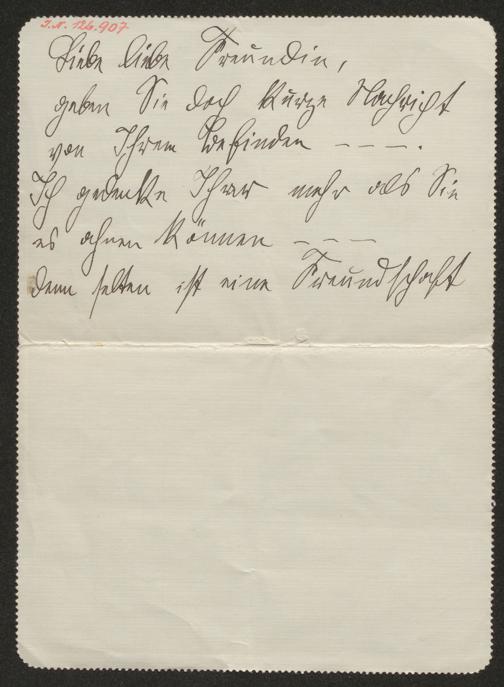 I.N. 126.907
Liebe liebe Freundin,
geben Sie doch kurze Nachricht
von Ihrem Befinden – – – .
Ich gedenke Ihrer mehr als Sie
es ahnen können – – –
denn selten ist eine Freundschaft